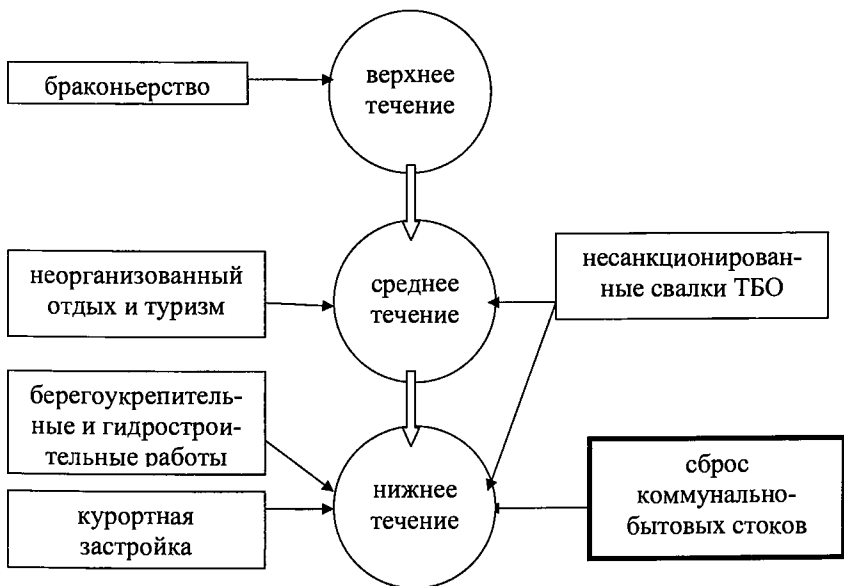 браконьерство
верхнее
течение
неорганизованный
отдых и туризм
среднее
течение
несанкционирован-
ные свалки ТБО
берегоукрепитель-
ные и гидрострои-
тельные работы
курортная
застройка
нижнее
течение
сброс
коммунально-
бытовых стоков